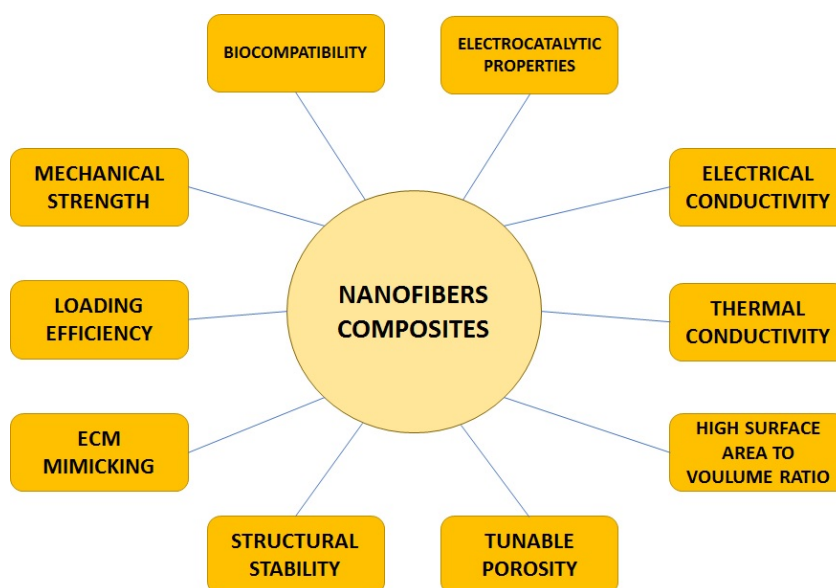 BIOCOMPATIBILITY
ELECTROCATALYTIC
PROPERTIES
MECHANICAL
STRENGTH
ELECTRICAL
CONDUCTIVITY
NANOFIBERS
COMPOSITES
LOADING
EFFICIENCY
THERMAL
CONDUCTIVITY
ECM
MIMICKING
HIGH SURFACE
AREA TO
VOULUME RATIO
STRUCTURAL
STABILITY
TUNABLE
POROSITY